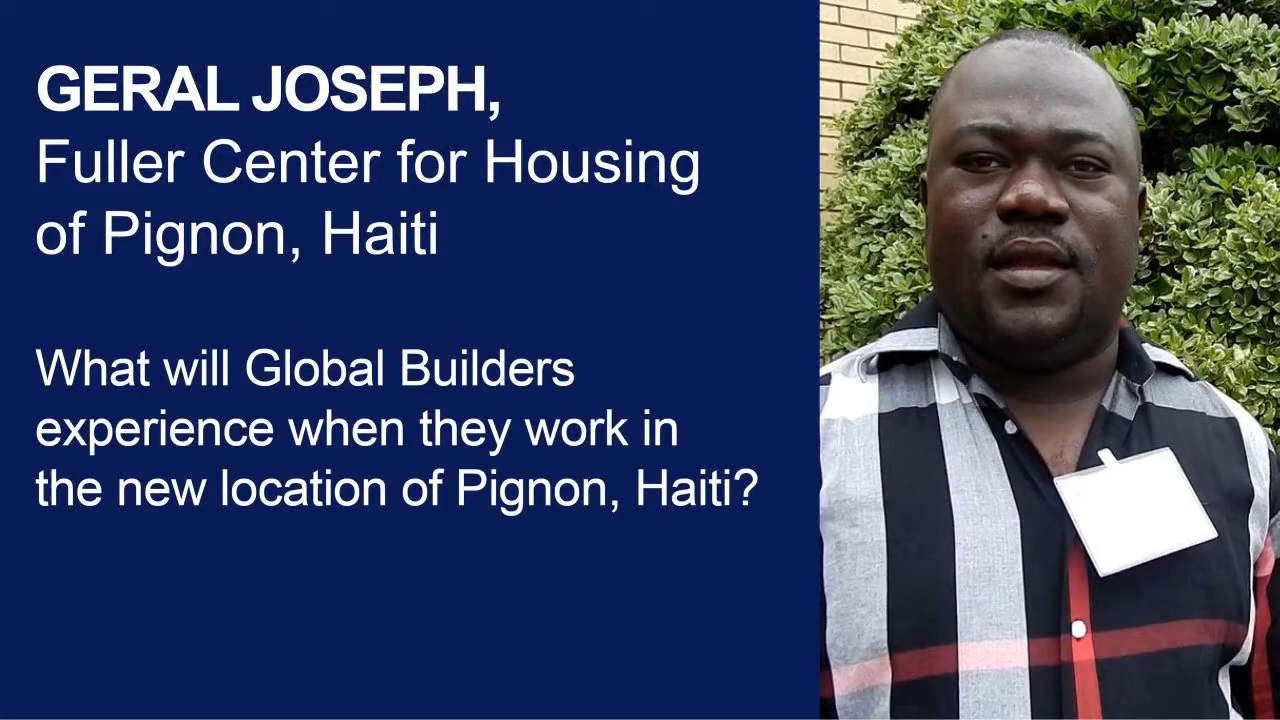 GERAL JOSEPH,
Fuller Center for Housing
of Pignon, Haiti
What will Global Builders
experience when they work in
the new location of Pignon, Haiti?